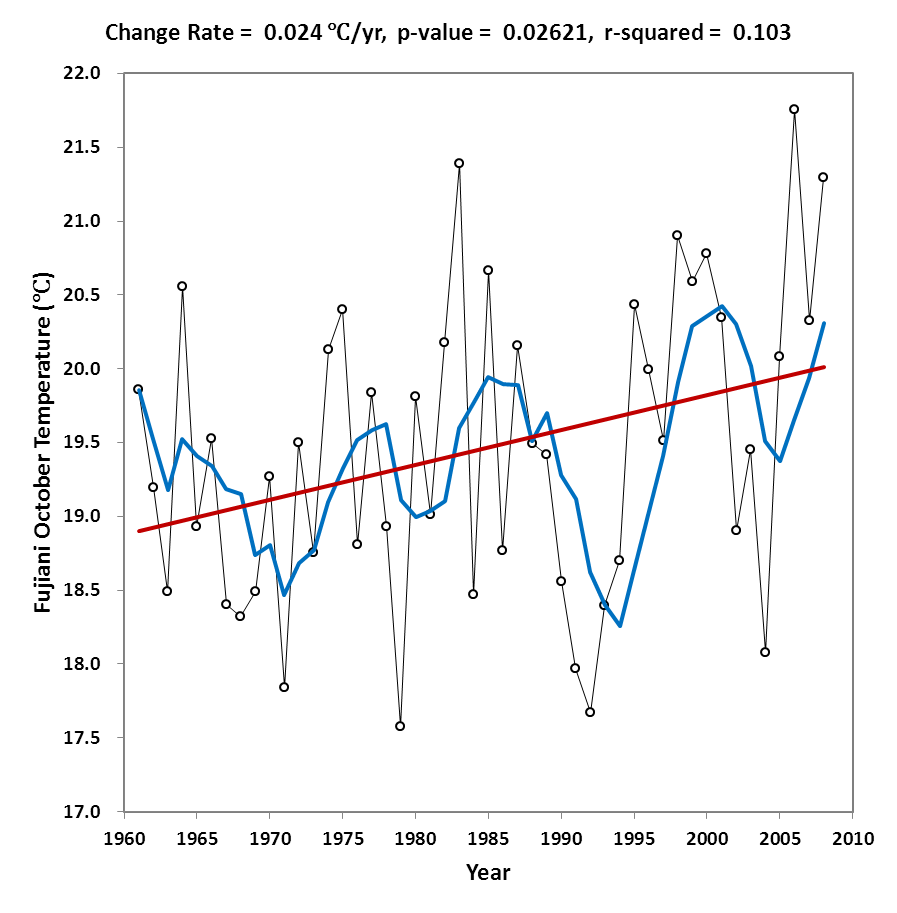 Change Rate = 0.024 ℃/yr, p-value = 0.02621, r-squared = 0.103
22.0
21.5
21.0
20.5
20.0
19.5
19.0
18.5
18.0
17.5
17.0
Fujiani October Temperature (℃)
1960 1965 1970 1975 1980 1985 1990 1995 2000 2005 2010
Year